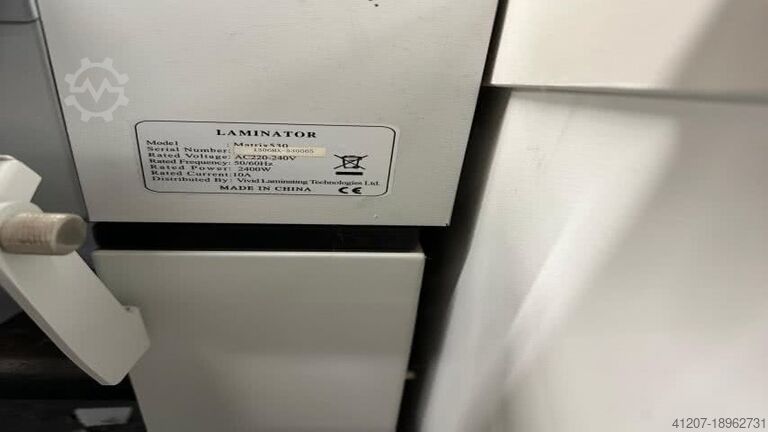 LAMINATOR
Model : Matrix530
Serial Number:
Rated Voltage: AC220-240V
Rated Frequency: 50/60Hz
Rated Power: 2400W
Rated Current: 10A
Distributed By: Vivid Laminating Technologies Ltd.
MADE IN CHINA CE
41207-18962731